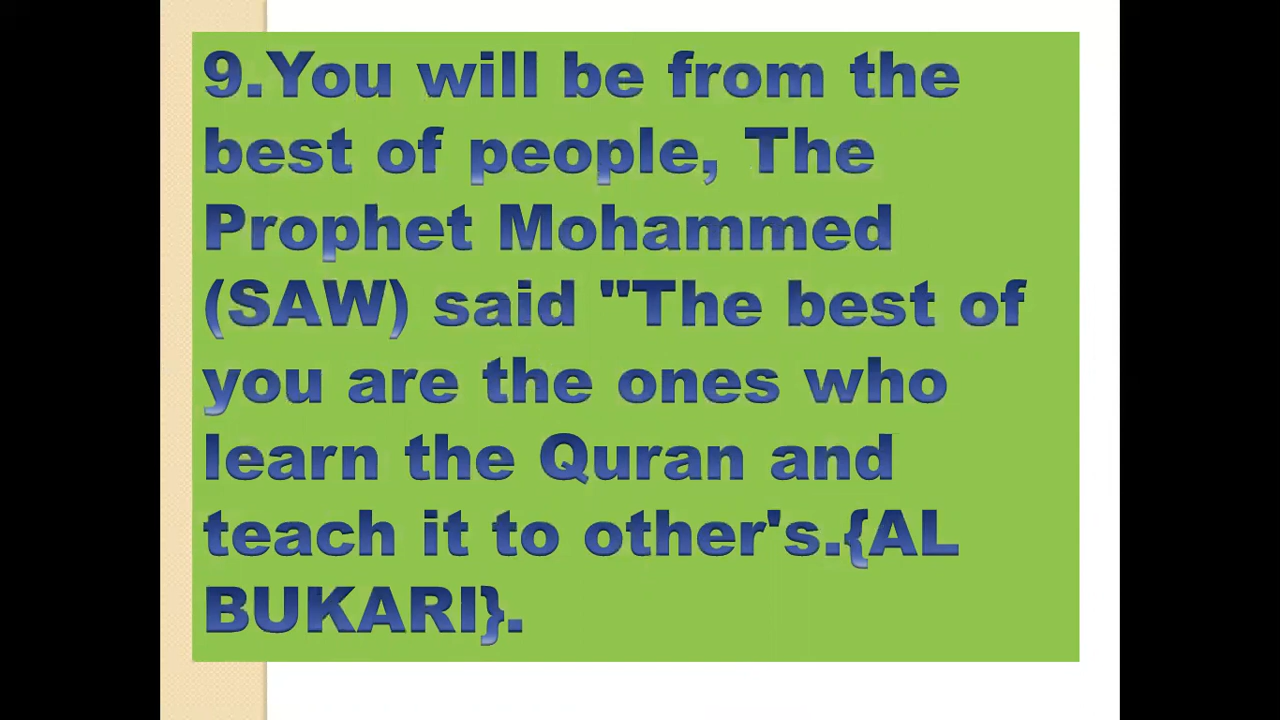 9.You will be from the
best of people, The
Prophet Mohammed
(SAW) said "The best of
you are the ones who
learn the Quran and
teach it to other's.{AL
BUKARI}.